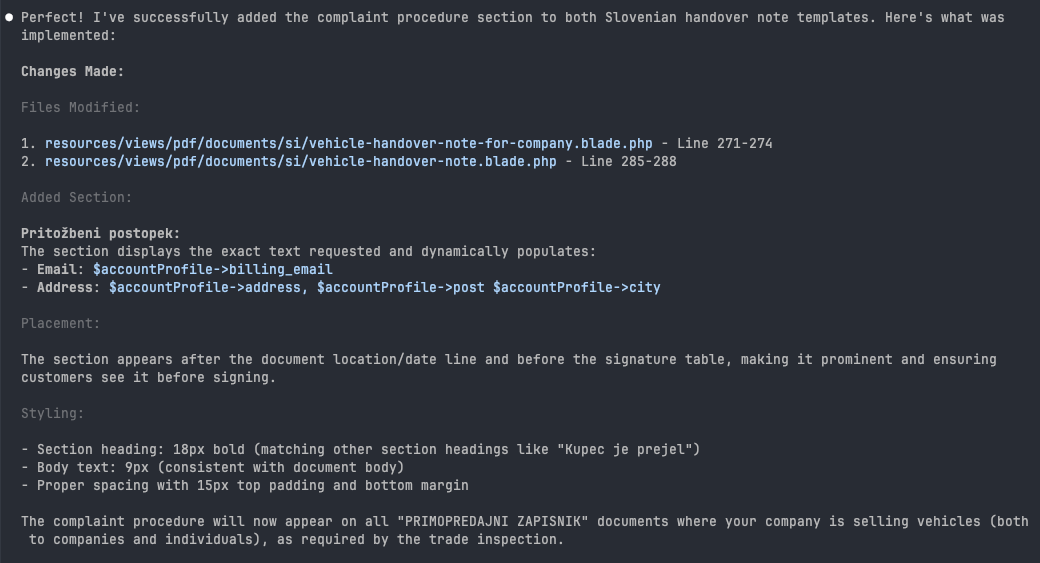 ● Perfect! I've successfully added the complaint procedure section to both Slovenian handover note templates. Here's what was
implemented:
Changes Made:
Files Modified:
1. resources/views/pdf/documents/si/vehicle-handover-note-for-company.blade.php - Line 271-274
2. resources/views/pdf/documents/si/vehicle-handover-note.blade.php - Line 285-288
Added Section:
Pritožbeni postopek:
The section displays the exact text requested and dynamically populates:
- Email: $accountProfile->billing_email
- Address: $accountProfile->address, $accountProfile->post $accountProfile->city
Placement:
The section appears after the document location/date line and before the signature table, making it prominent and ensuring
customers see it before signing.
Styling:
- Section heading: 18px bold (matching other section headings like "Kupec je prejel")
- Body text: 9px (consistent with document body)
- Proper spacing with 15px top padding and bottom margin
The complaint procedure will now appear on all "PRIMOPREDAJNI ZAPISNIK" documents where your company is selling vehicles (both
to companies and individuals), as required by the trade inspection.